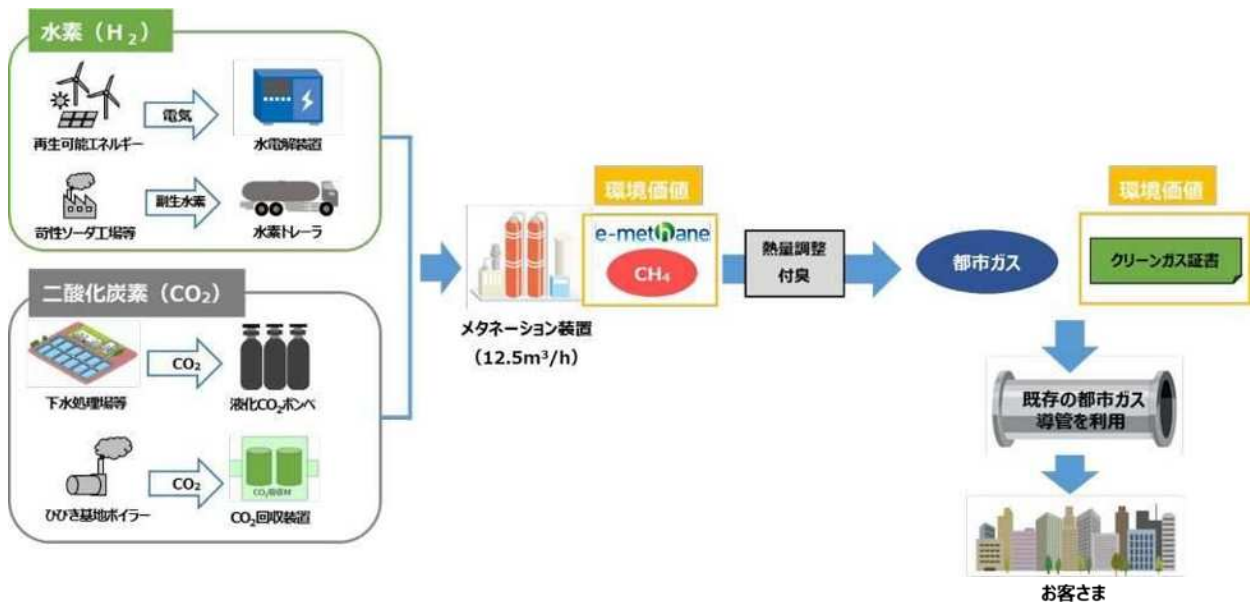 水素（H₂）
電気
再生可能エネルギー
水電解装置
副生水素
苛性ソーダ工場等
水素トレーラ
二酸化炭素（CO₂）
CO₂
下水処理場等
液化CO₂ボンベ
CO₂
ひびき基地ボイラー
CO₂回収装置
メタネーション装置
（12.5m³/h）
環境価値
e-methane
CH₄
熱量調整
付臭
都市ガス
環境価値
クリーンガス証書
既存の都市ガス
導管を利用
お客さま